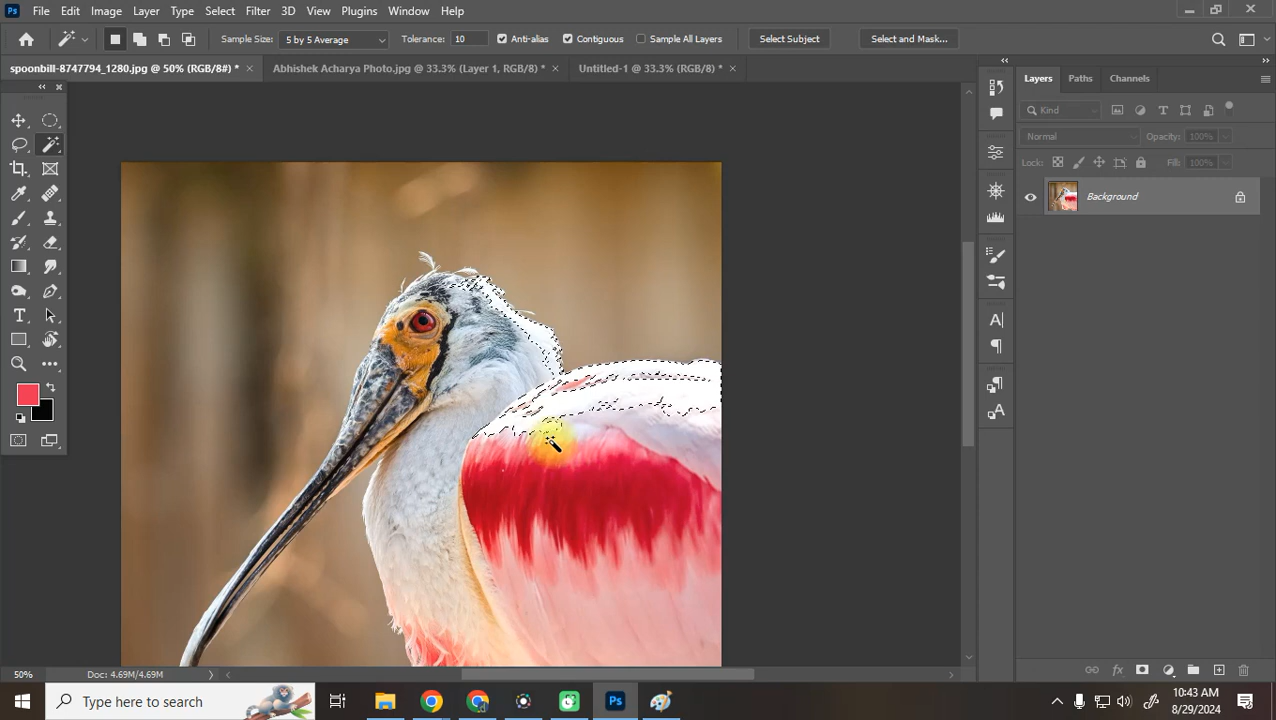 Ps File Edit Image Layer Type Select Filter 3D View Plugins Window Help
Sample Size: 5 by 5 Average Tolerance: 10 Anti-alias Contiguous Sample All Layers Select Subject Select and Mask...
spoonbill-8747794_1280.jpg @ 50% (RGB/8#) * × Abhishek Acharya Photo.jpg @ 33.3% (Layer 1, RGB/8) * × Untitled-1 @ 33.3% (RGB/8) * ×
Layers Paths Channels
Kind
Normal Opacity: 100%
Lock: Fill: 100%
Background
50% Doc: 4.69M/4.69M
Type here to search
Ps
10:43 AM
8/29/2024